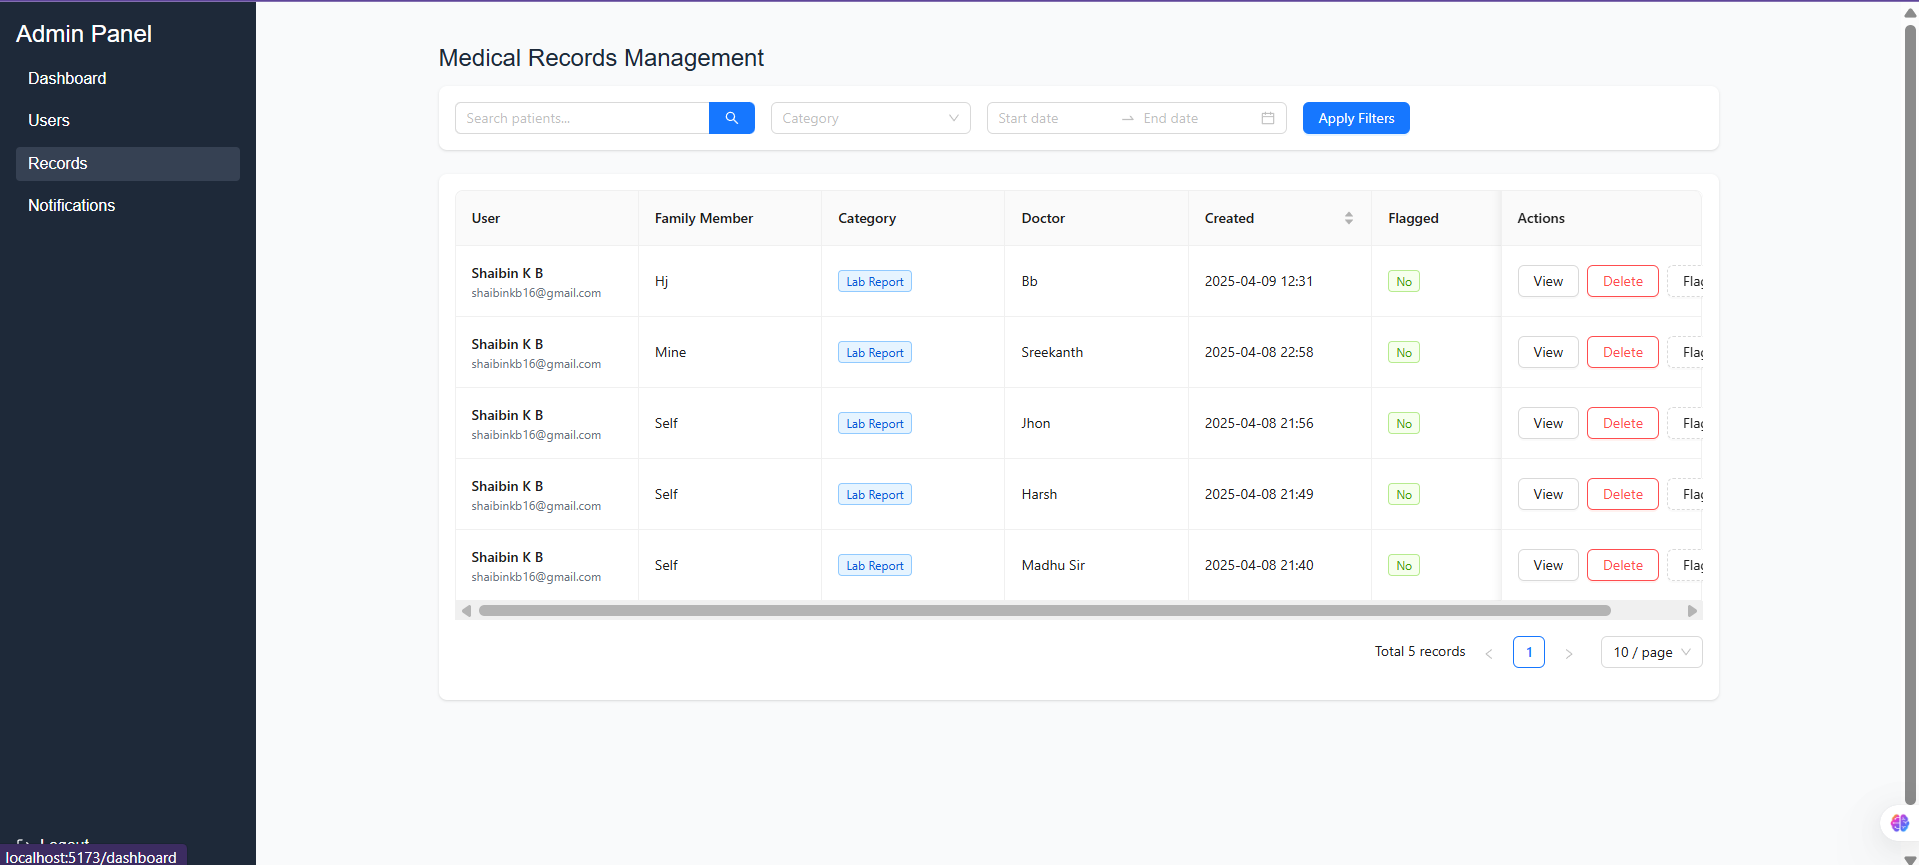 Admin Panel
Dashboard
Users
Records
Notifications
Logout
localhost:5173/dashboard
Medical Records Management
Search patients... Category Start date End date Apply Filters
User Family Member Category Doctor Created Flagged Actions
Shaibin K B
shaibinkb16@gmail.com Hj Lab Report Bb 2025-04-09 12:31 No View Delete
Shaibin K B
shaibinkb16@gmail.com Mine Lab Report Sreekanth 2025-04-08 22:58 No View Delete
Shaibin K B
shaibinkb16@gmail.com Self Lab Report Jhon 2025-04-08 21:56 No View Delete
Shaibin K B
shaibinkb16@gmail.com Self Lab Report Harsh 2025-04-08 21:49 No View Delete
Shaibin K B
shaibinkb16@gmail.com Self Lab Report Madhu Sir 2025-04-08 21:40 No View Delete
Total 5 records 1 10 / page